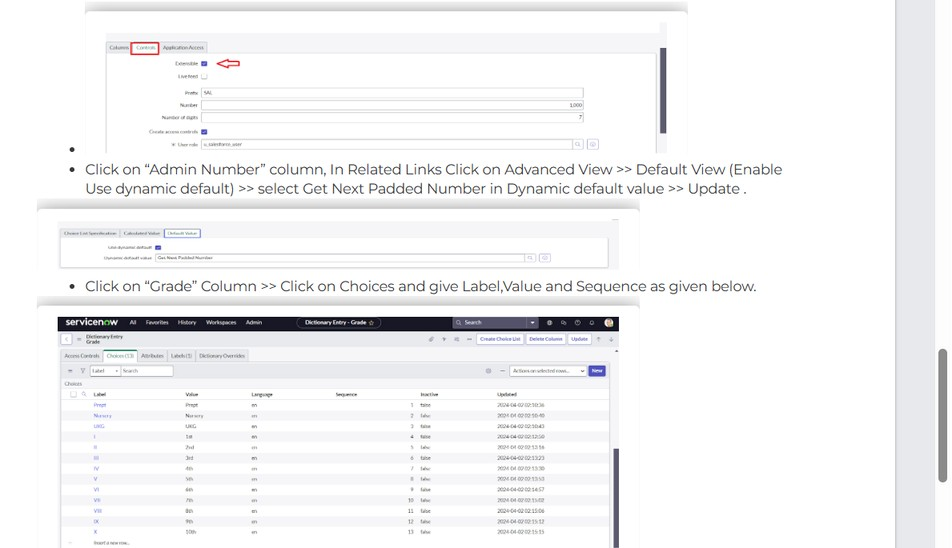 Columns Controls Application Access
Extensible
Live feed
Prefix SAL
Number 1,000
Number of digits 7
Create access controls
User role u_salesforce_user
Click on “Admin Number” column, In Related Links Click on Advanced View >> Default View (Enable
Use dynamic default) >> select Get Next Padded Number in Dynamic default value >> Update .
Choice List Specification Calculated Value Default Value
Use dynamic default
Dynamic default value Get Next Padded Number
Click on “Grade” Column >> Click on Choices and give Label,Value and Sequence as given below.
servicenow All Favorites History Workspaces Admin Dictionary Entry - Grade Search
Dictionary Entry
Grade
Create Choice List Delete Column Update
Access Controls Choices (13) Attributes Labels (1) Dictionary Overrides
Label Search Actions on selected rows... New
Choices
Label Value Language Sequence Inactive Updated
PrepI PrepI en 1 false 2024-04-02 02:10:36
Nursery Nursery en 2 false 2024-04-02 02:10:40
UKG UKG en 3 false 2024-04-02 02:10:43
I 1st en 4 false 2024-04-02 02:12:50
II 2nd en 5 false 2024-04-02 02:13:16
III 3rd en 6 false 2024-04-02 02:13:23
IV 4th en 7 false 2024-04-02 02:13:30
V 5th en 8 false 2024-04-02 02:13:53
VI 6th en 9 false 2024-04-02 02:14:57
VII 7th en 10 false 2024-04-02 02:15:02
VIII 8th en 11 false 2024-04-02 02:15:06
IX 9th en 12 false 2024-04-02 02:15:12
X 10th en 13 false 2024-04-02 02:15:15
Insert a new row...